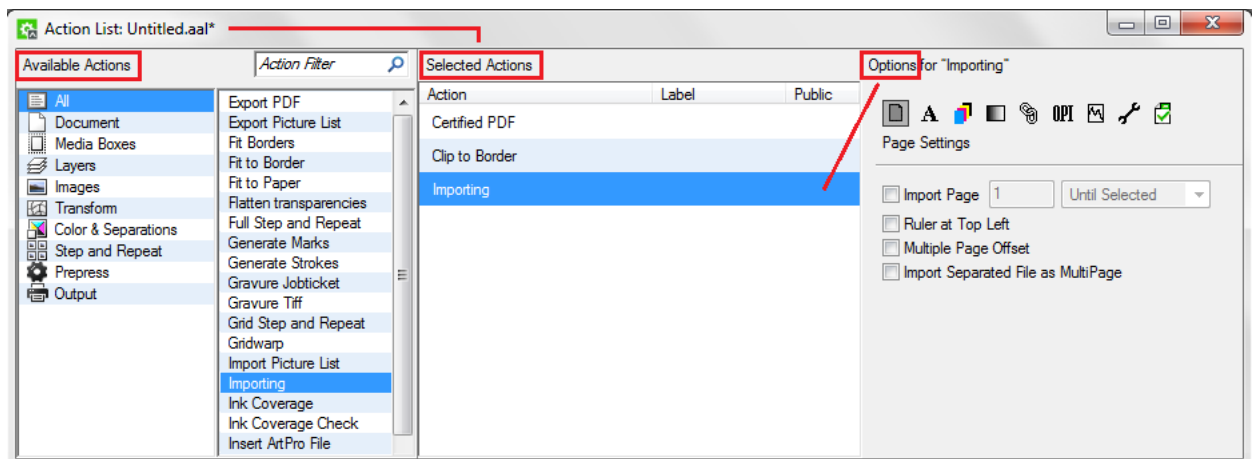 Action List: Untitled.aal*
Available Actions
Action Filter
Selected Actions
Options for "Importing"
All
Document
Media Boxes
Layers
Images
Transform
Color & Separations
Step and Repeat
Prepress
Output
Export PDF
Export Picture List
Fit Borders
Fit to Border
Fit to Paper
Flatten transparencies
Full Step and Repeat
Generate Marks
Generate Strokes
Gravure Jobticket
Gravure Tiff
Grid Step and Repeat
Gridwarp
Import Picture List
Importing
Ink Coverage
Ink Coverage Check
Insert ArtPro File
Action Label Public
Certified PDF
Clip to Border
Importing
A OPI
Page Settings
Import Page 1 Until Selected
Ruler at Top Left
Multiple Page Offset
Import Separated File as MultiPage